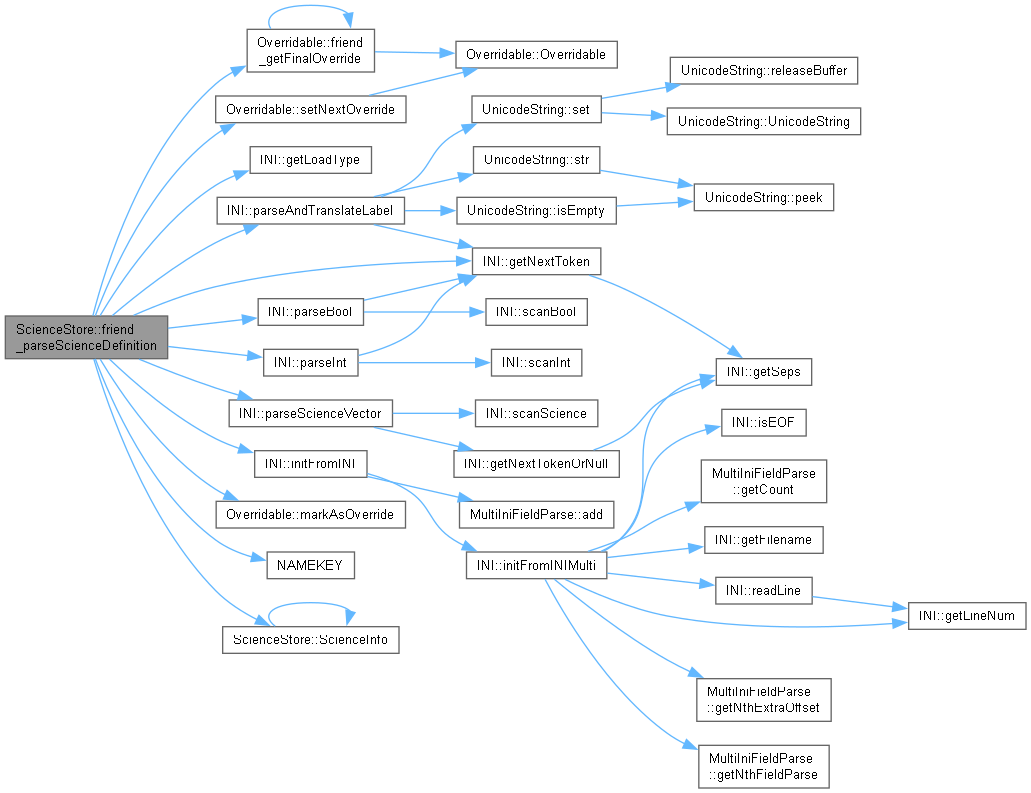 ScienceStore::friend
_parseScienceDefinition
Overridable::friend
_getFinalOverride
Overridable::setNextOverride
INI::getLoadType
INI::parseAndTranslateLabel
INI::parseBool
INI::parseInt
INI::parseScienceVector
INI::initFromINI
Overridable::markAsOverride
NAMEKEY
ScienceStore::ScienceInfo
Overridable::Overridable
UnicodeString::set
UnicodeString::str
UnicodeString::isEmpty
INI::getNextToken
INI::scanBool
INI::scanInt
INI::scanScience
INI::getNextTokenOrNull
MultiIniFieldParse::add
INI::initFromINIMulti
UnicodeString::releaseBuffer
UnicodeString::UnicodeString
UnicodeString::peek
INI::getSeps
INI::isEOF
MultiIniFieldParse
::getCount
INI::getFilename
INI::readLine
MultiIniFieldParse
::getNthExtraOffset
MultiIniFieldParse
::getNthFieldParse
INI::getLineNum